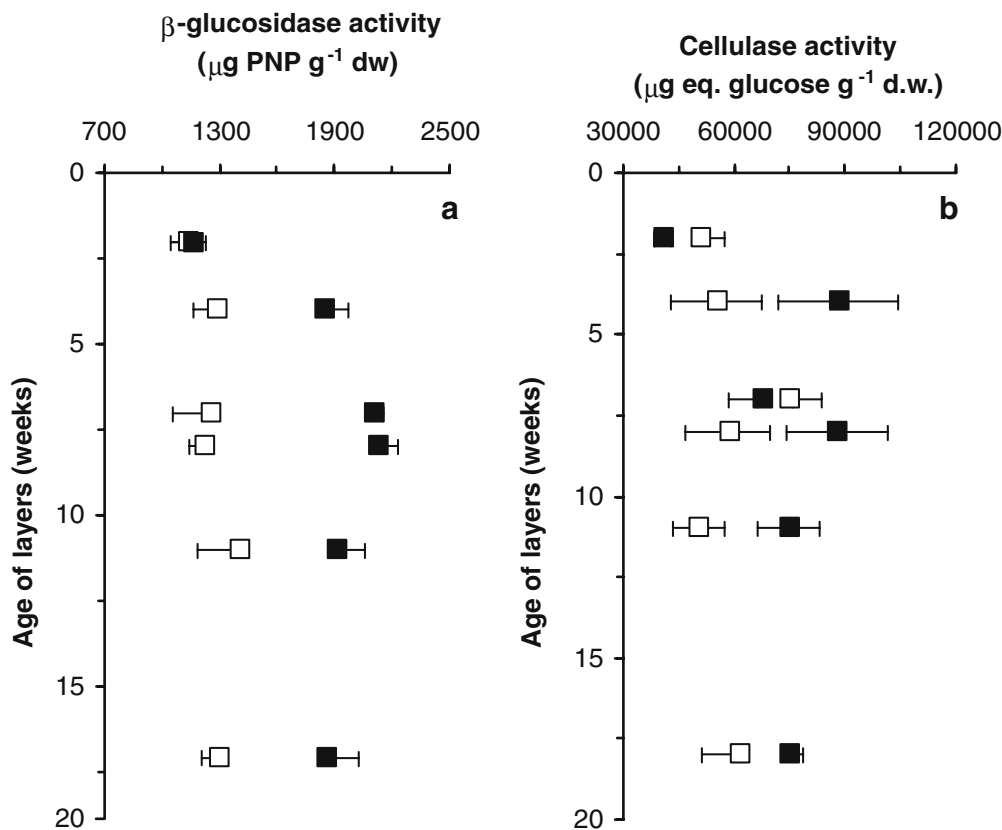 β-glucosidase activity
(μg PNP g⁻¹ dw)
700 1300 1900 2500
0
5
10
15
20
Age of layers (weeks)
a
Cellulase activity
(μg eq. glucose g⁻¹ d.w.)
30000 60000 90000 120000
0
5
10
15
20
Age of layers (weeks)
b